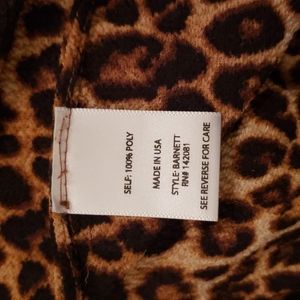 SELF: 100% POLY
MADE IN USA
STYLE: BARNETT
RN# 142081
SEE REVERSE FOR CARE